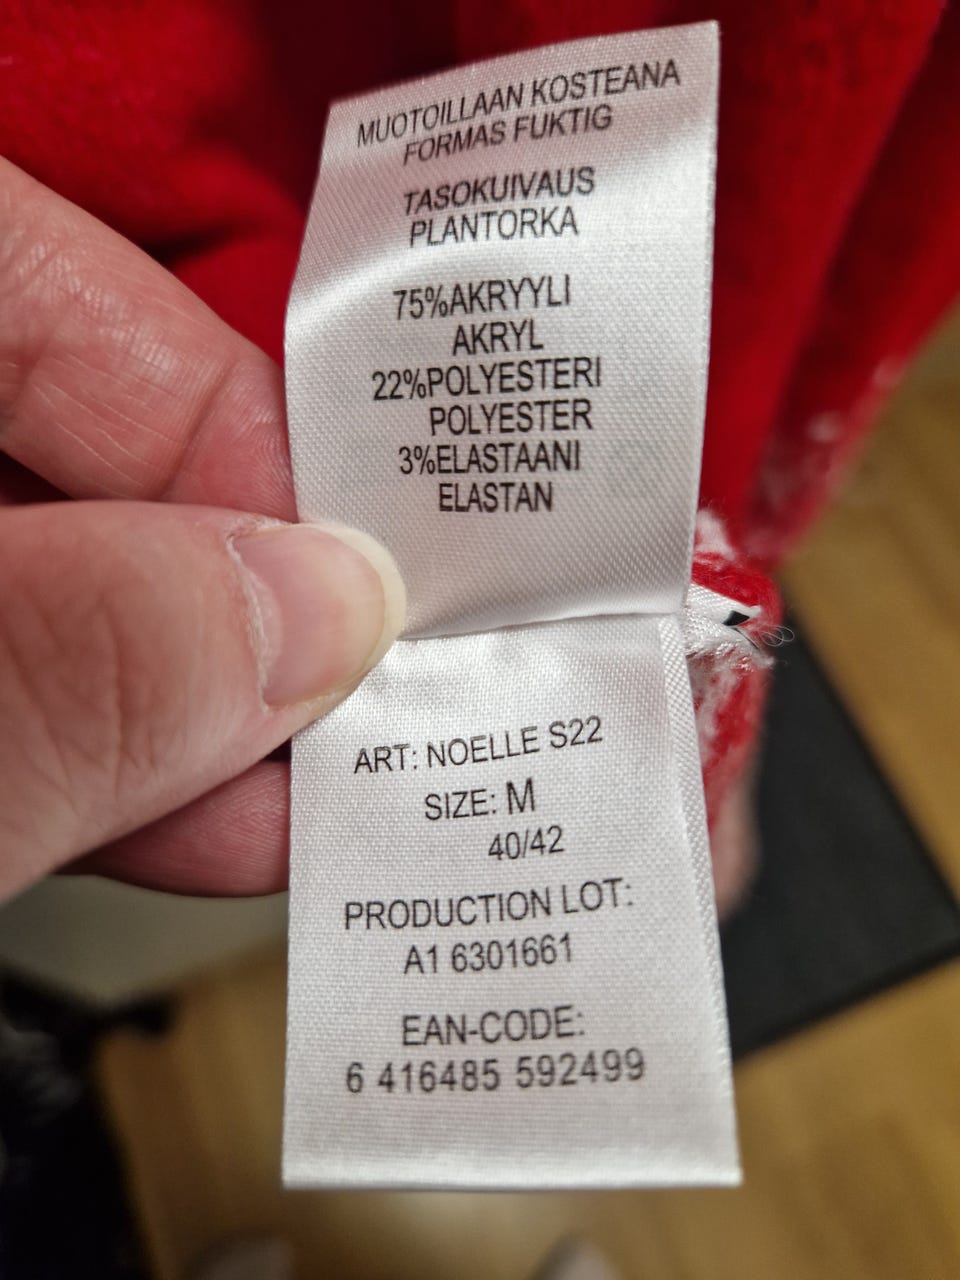 MUOTOILLAAN KOSTEANA
FORMAS FUKTIG
TASOKUIVAUS
PLANTORKA
75%AKRYYLI
AKRYL
22%POLYESTERI
POLYESTER
3%ELASTAANI
ELASTAN
ART: NOELLE S22
SIZE: M
40/42
PRODUCTION LOT:
A1 6301661
EAN-CODE:
6 416485 592499